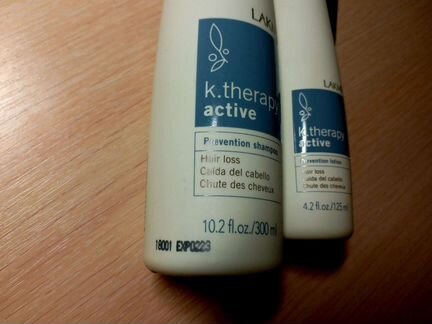 LAK
k.therapy
active
Prevention shampoo
Hair loss
Caída del cabello
Chute des cheveux
10.2 fl.oz./300 ml
18001 EXP0223
LAK
k.therapy
active
Prevention lotion
Hair loss
Caída del cabello
Chute des cheveux
4.2 fl.oz./125 ml